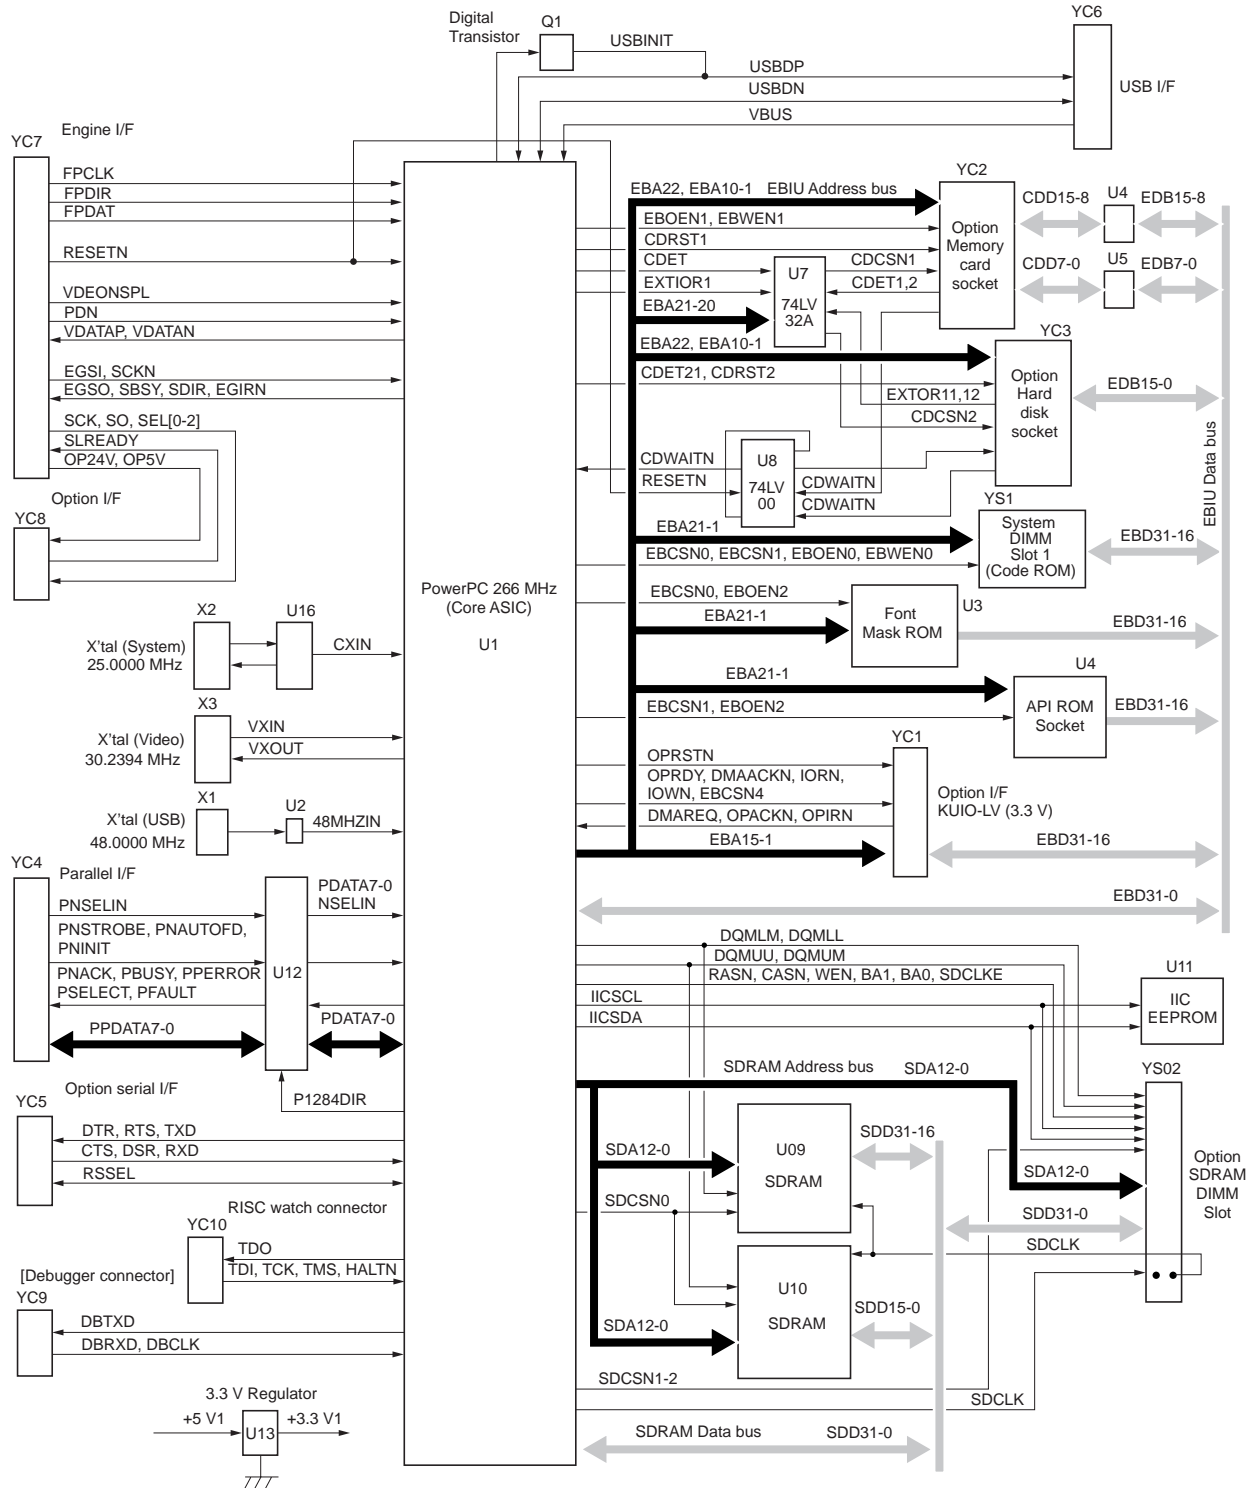 Digital
Transistor
Q1
USBINIT
YC6
USBDP
USBDN
VBUS
USB I/F
Engine I/F
YC7
FPCLK
FPDIR
FPDAT
RESETN
VDEONSPL
PDN
VDATAP, VDATAN
EGSI, SCKN
EGSO, SBSY, SDIR, EGIRN
SCK, SO, SEL[0-2]
SLREADY
OP24V, OP5V
Option I/F
YC8
X2
U16
X'tal (System)
25.0000 MHz
CXIN
X3
X'tal (Video)
30.2394 MHz
VXIN
VXOUT
X1
U2
X'tal (USB)
48.0000 MHz
48MHZIN
YC4
Parallel I/F
PNSELIN
PNSTROBE, PNAUTOFD,
PNINIT
PNACK, PBUSY, PPERROR
PSELECT, PFAULT
PPDATA7-0
U12
PDATA7-0
NSELIN
PDATA7-0
P1284DIR
Option serial I/F
YC5
DTR, RTS, TXD
CTS, DSR, RXD
RSSEL
RISC watch connector
YC10
TDO
TDI, TCK, TMS, HALTN
[Debugger connector]
YC9
DBTXD
DBRXD, DBCLK
3.3 V Regulator
+5 V1
U13
+3.3 V1
PowerPC 266 MHz
(Core ASIC)
U1
EBA22, EBA10-1
EBIU Address bus
EBOEN1, EBWEN1
CDRST1
CDET
EXTIOR1
EBA21-20
U7
74LV
32A
CDCSN1
CDET1,2
YC2
Option
Memory
card
socket
CDD15-8
U4
EDB15-8
CDD7-0
U5
EDB7-0
EBA22, EBA10-1
CDET21, CDRST2
EXTOR11,12
CDCSN2
YC3
Option
Hard
disk
socket
EDB15-0
EBIU Data bus
CDWAITN
RESETN
U8
74LV
00
CDWAITN
CDWAITN
YS1
System
DIMM
Slot 1
(Code ROM)
EBA21-1
EBCSN0, EBCSN1, EBOEN0, EBWEN0
EBD31-16
EBCSN0, EBOEN2
EBA21-1
Font
Mask ROM
U3
EBD31-16
EBA21-1
EBCSN1, EBOEN2
U4
API ROM
Socket
EBD31-16
OPRSTN
OPRDY, DMAACKN, IORN,
IOWN, EBCSN4
DMAREQ, OPACKN, OPIRN
EBA15-1
YC1
Option I/F
KUIO-LV (3.3 V)
EBD31-16
EBD31-0
DQMLM, DQMLL
DQMUU, DQMUM
RASN, CASN, WEN, BA1, BA0, SDCLKE
IICSCL
IICSDA
U11
IIC
EEPROM
SDRAM Address bus
SDA12-0
YS02
SDA12-0
U09
SDRAM
SDD31-16
SDCSN0
SDA12-0
Option
SDRAM
DIMM
Slot
SDD31-0
SDCLK
U10
SDRAM
SDD15-0
SDA12-0
SDCSN1-2
SDCLK
SDRAM Data bus
SDD31-0